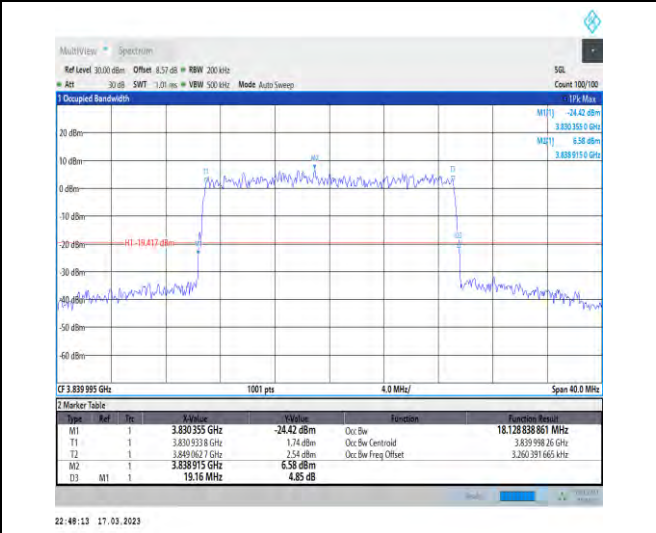 MultiView Spectrum
Ref Level 30.00 dBm Offset 8.57 dB RBW 200 kHz SGL
Att 30 dB SWT 1.01 ms VBW 500 kHz Mode Auto Sweep Count 100/100
1 Occupied Bandwidth 1Pk Max
M1[1] -24.42 dBm
3.830 355 0 GHz
M2[1] 6.58 dBm
3.838 915 0 GHz
20 dBm
10 dBm
M2
T1
0 dBm
-10 dBm
-20 dBm
H1 -19.417 dBm
-30 dBm
-40 dBm
-50 dBm
-60 dBm
CF 3.839 995 GHz 1001 pts 4.0 MHz/ Span 40.0 MHz
2 Marker Table
Type Ref Trc X-Value Y-Value Function Function Result
M1 1 3.830 355 GHz -24.42 dBm Occ Bw 18.128 838 861 MHz
T1 1 3.830 933 8 GHz 1.74 dBm Occ Bw Centroid 3.839 998 26 GHz
T2 1 3.849 062 7 GHz 2.54 dBm Occ Bw Freq Offset 3.260 391 665 kHz
M2 1 3.838 915 GHz 6.58 dBm
D3 M1 1 19.16 MHz 4.85 dB
22:48:13 17.03.2023